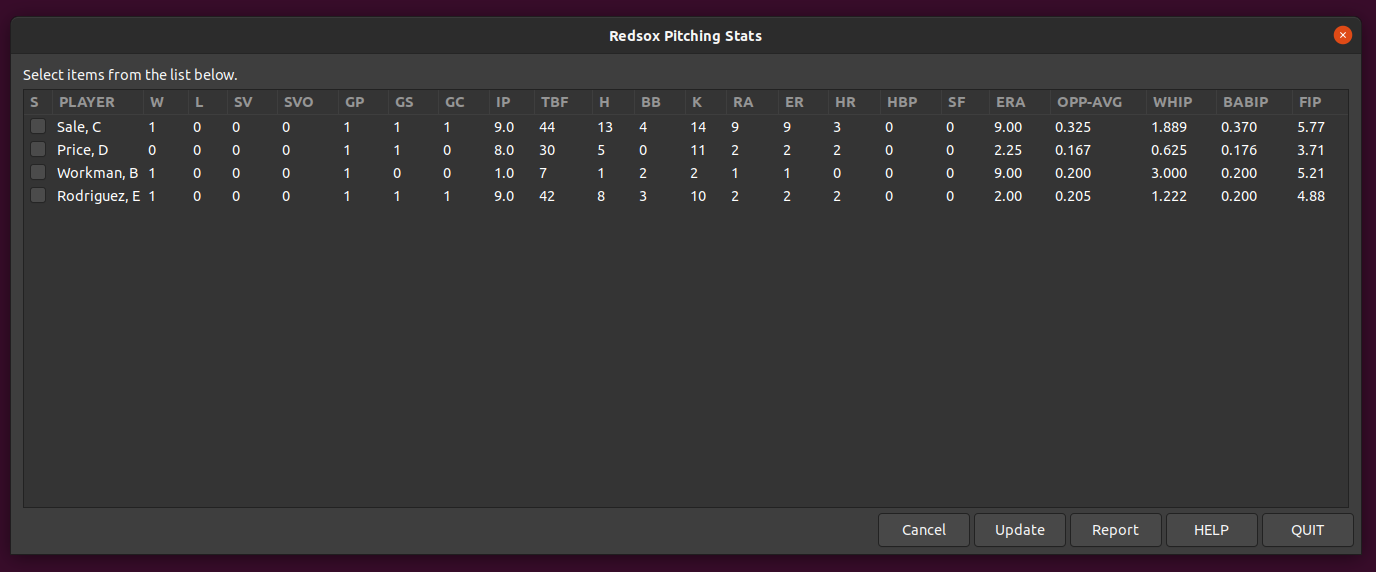 Redsox Pitching Stats
Select items from the list below.
S PLAYER W L SV SVO GP GS GC IP TBF H BB K RA ER HR HBP SF ERA OPP-AVG WHIP BABIP FIP
Sale, C 1 0 0 0 1 1 1 9.0 44 13 4 14 9 9 3 0 0 9.00 0.325 1.889 0.370 5.77
Price, D 0 0 0 0 1 1 0 8.0 30 5 0 11 2 2 2 0 0 2.25 0.167 0.625 0.176 3.71
Workman, B 1 0 0 0 1 0 0 1.0 7 1 2 2 1 1 0 0 0 9.00 0.200 3.000 0.200 5.21
Rodriguez, E 1 0 0 0 1 1 1 9.0 42 8 3 10 2 2 2 0 0 2.00 0.205 1.222 0.200 4.88
Cancel Update Report HELP QUIT